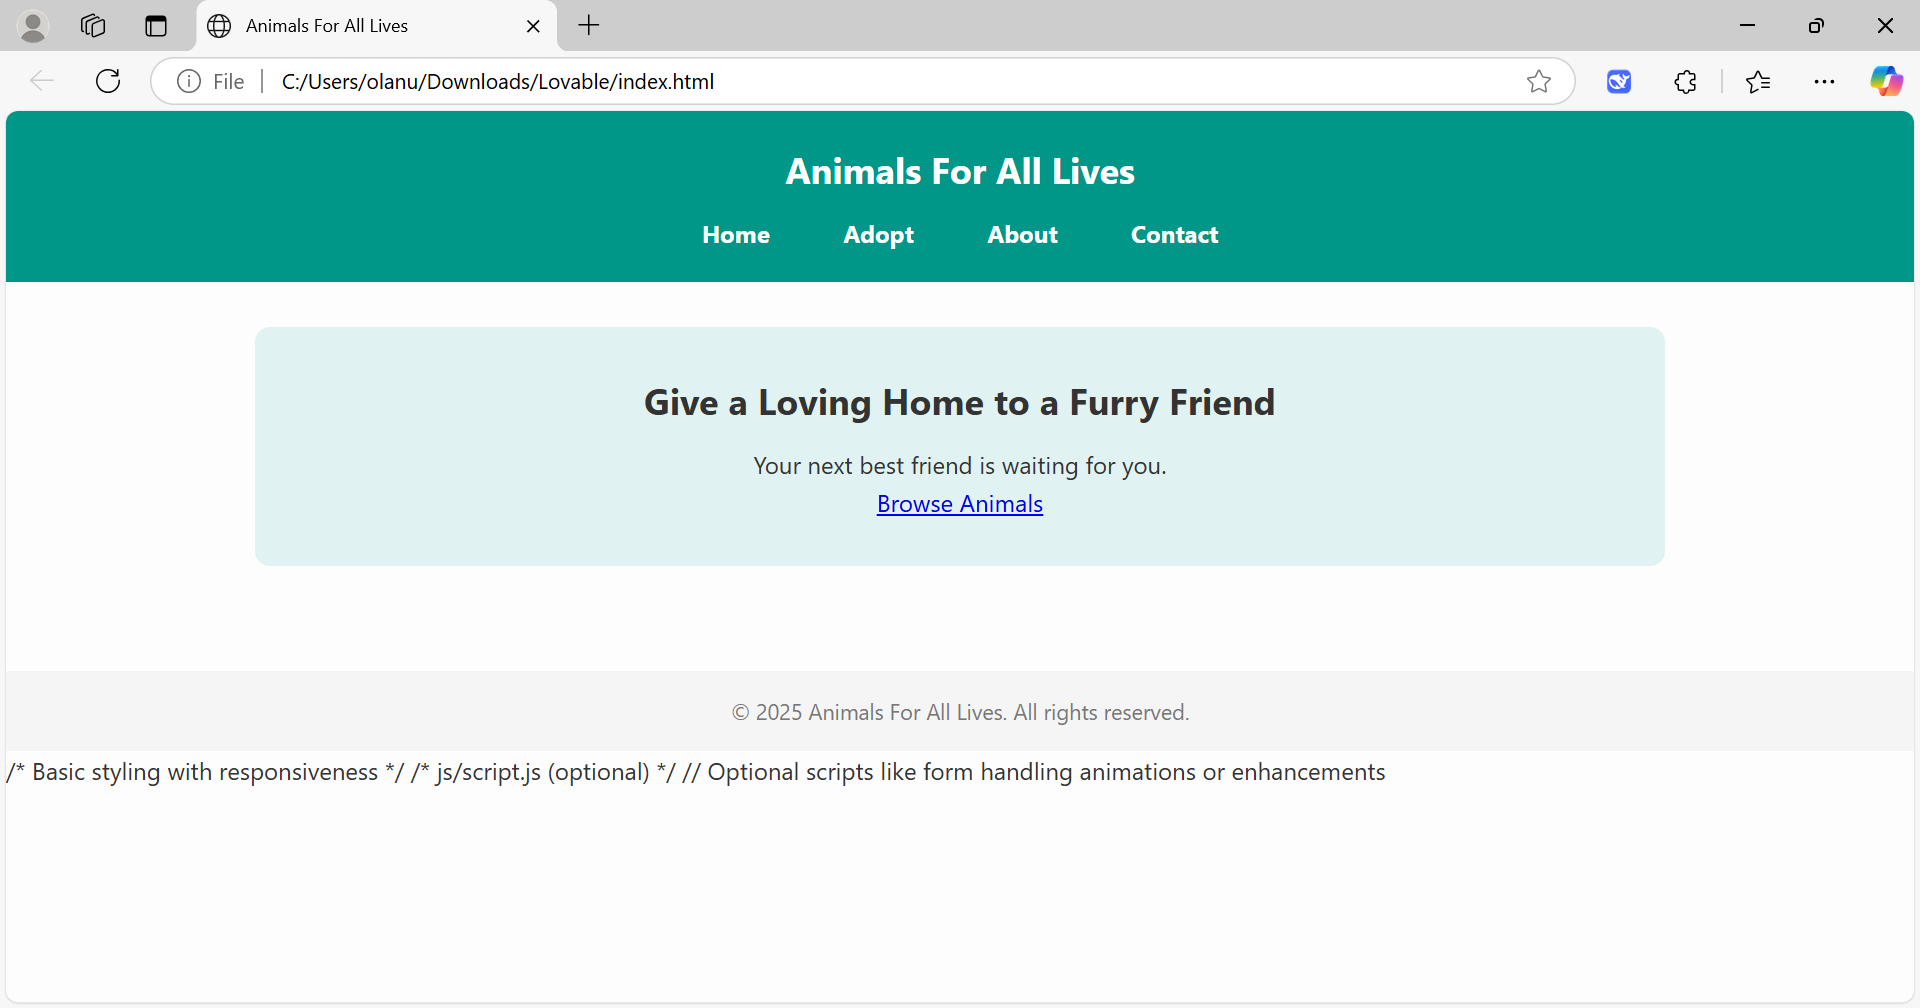 Animals For All Lives
File
C:/Users/olanu/Downloads/Lovable/index.html
Animals For All Lives
Home Adopt About Contact
Give a Loving Home to a Furry Friend
Your next best friend is waiting for you.
Browse Animals
© 2025 Animals For All Lives. All rights reserved.
/* Basic styling with responsiveness */ /* js/script.js (optional) */ // Optional scripts like form handling animations or enhancements